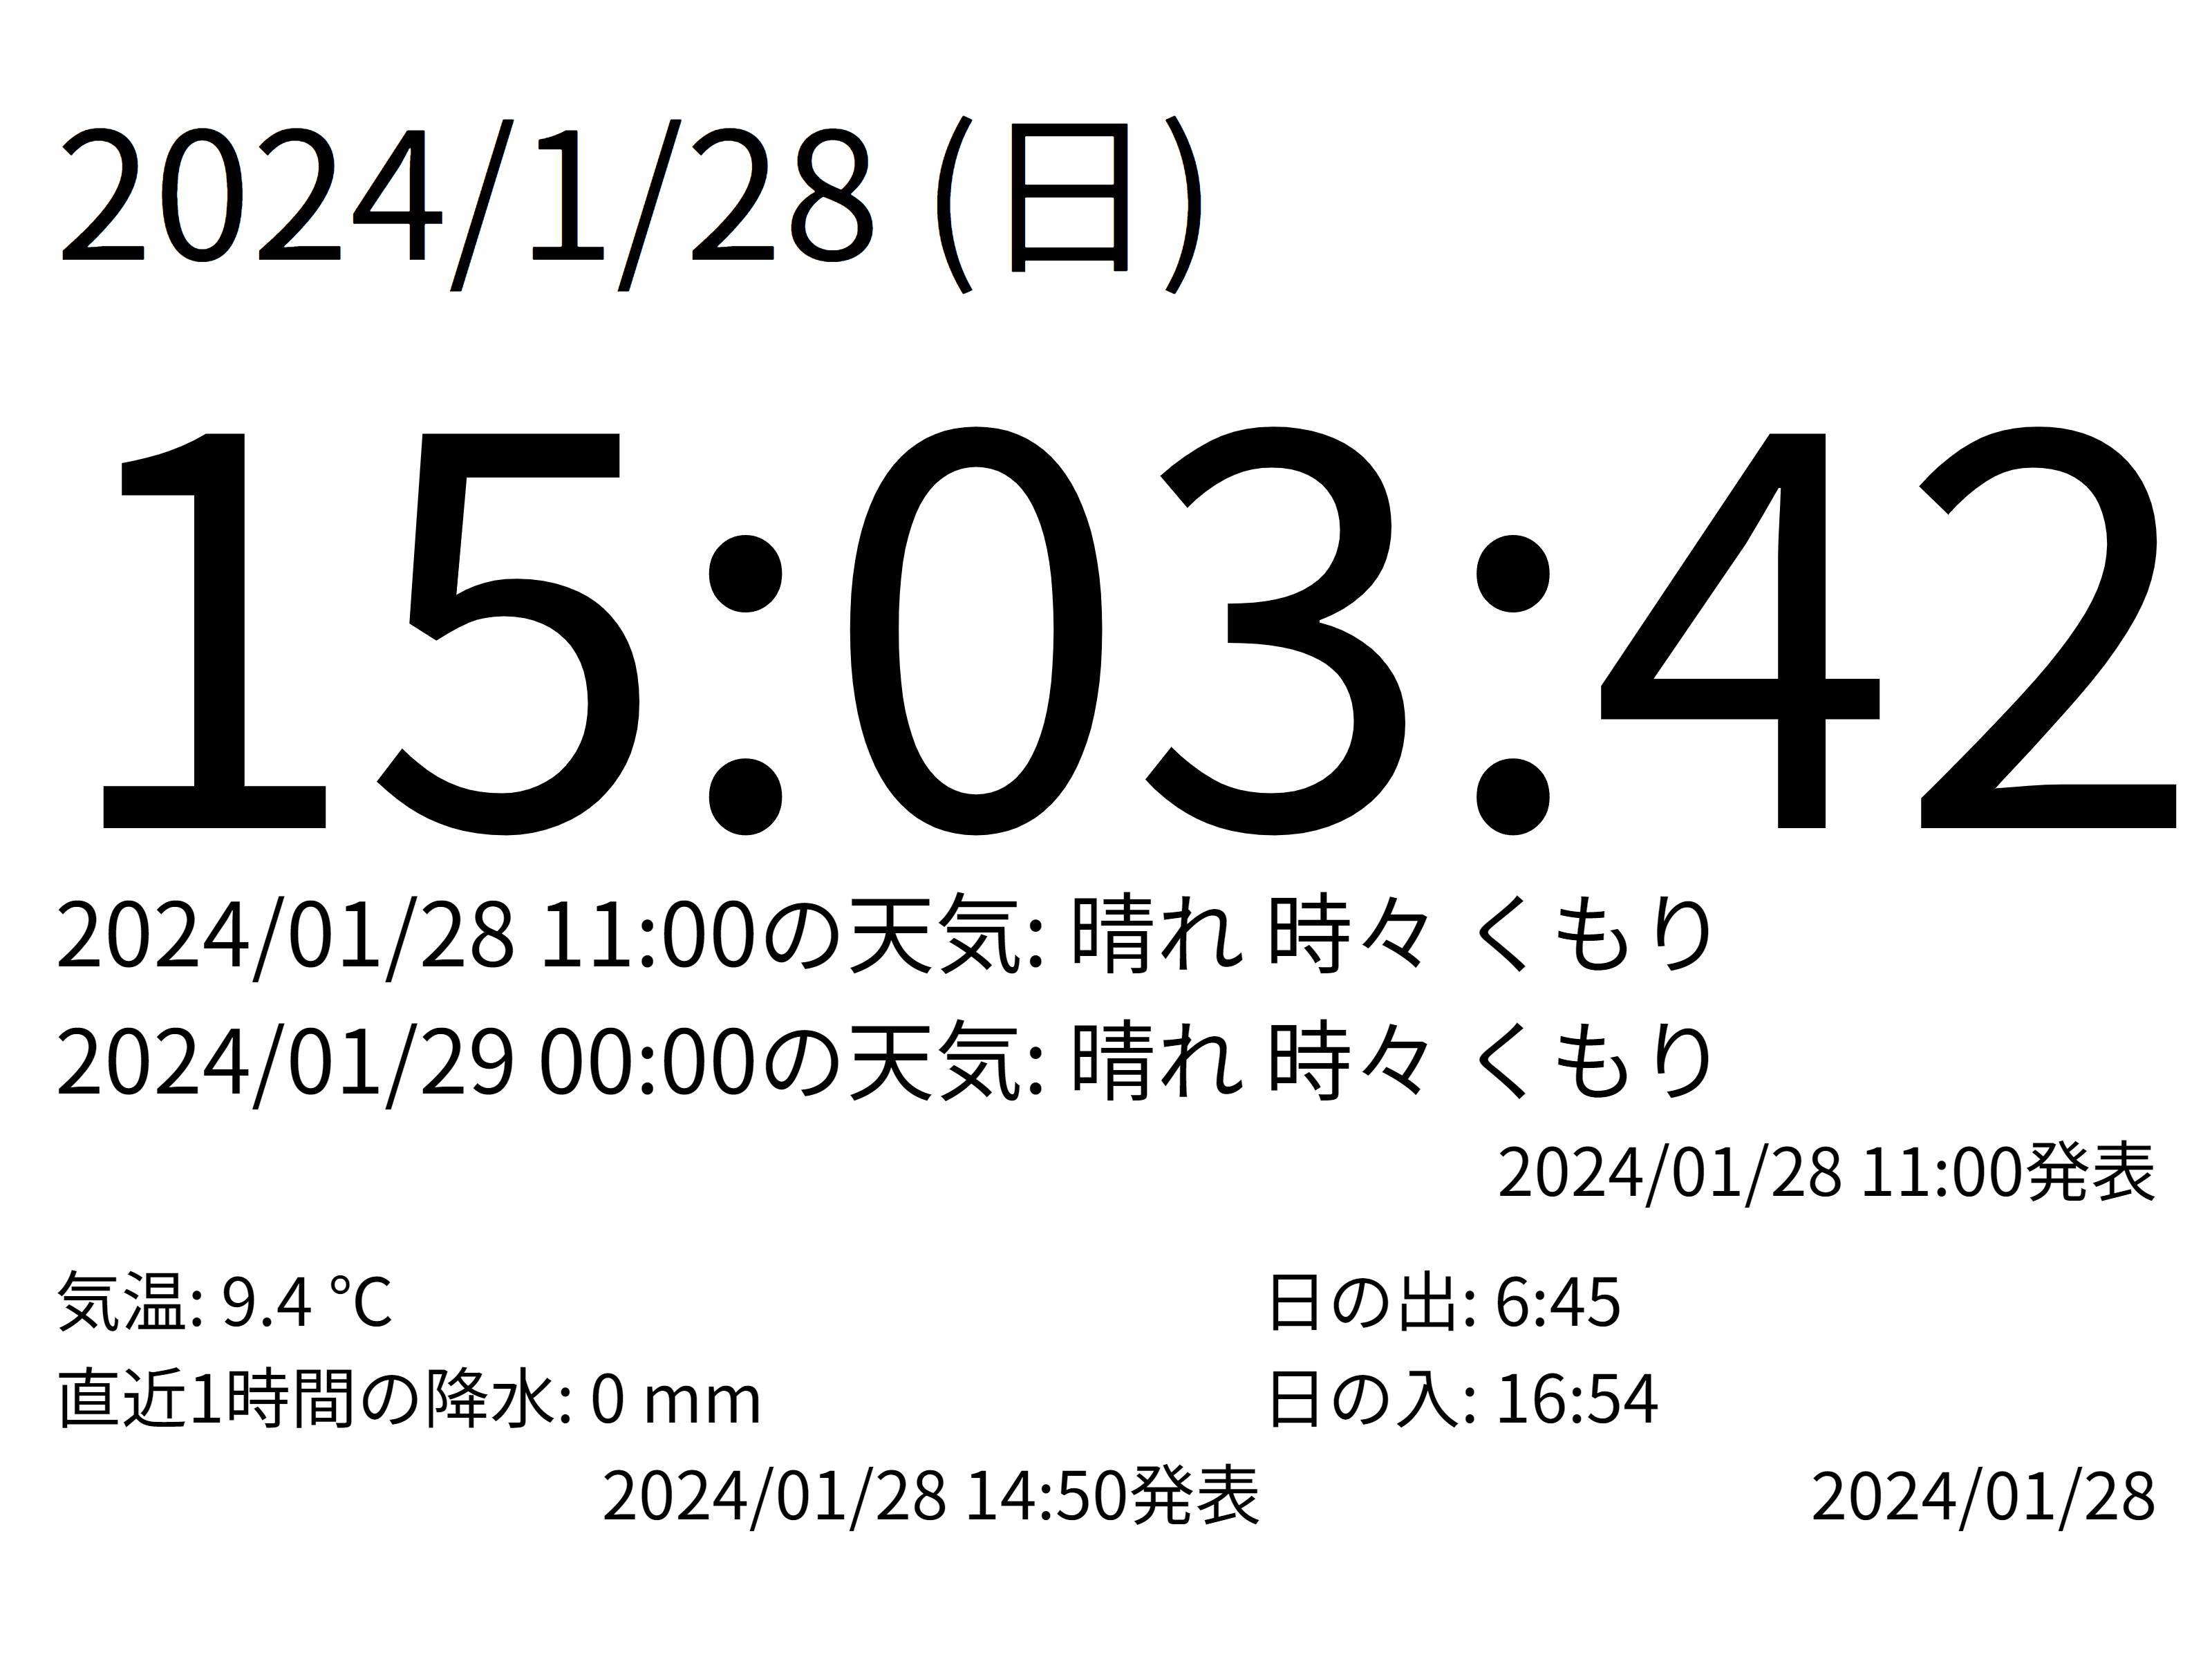 2024/1/28 (日)
15:03:42
2024/01/28 11:00の天気: 晴れ 時々 くもり
2024/01/29 00:00の天気: 晴れ 時々 くもり
2024/01/28 11:00発表
気温: 9.4 ℃
直近1時間の降水: 0 mm
2024/01/28 14:50発表
日の出: 6:45
日の入: 16:54
2024/01/28